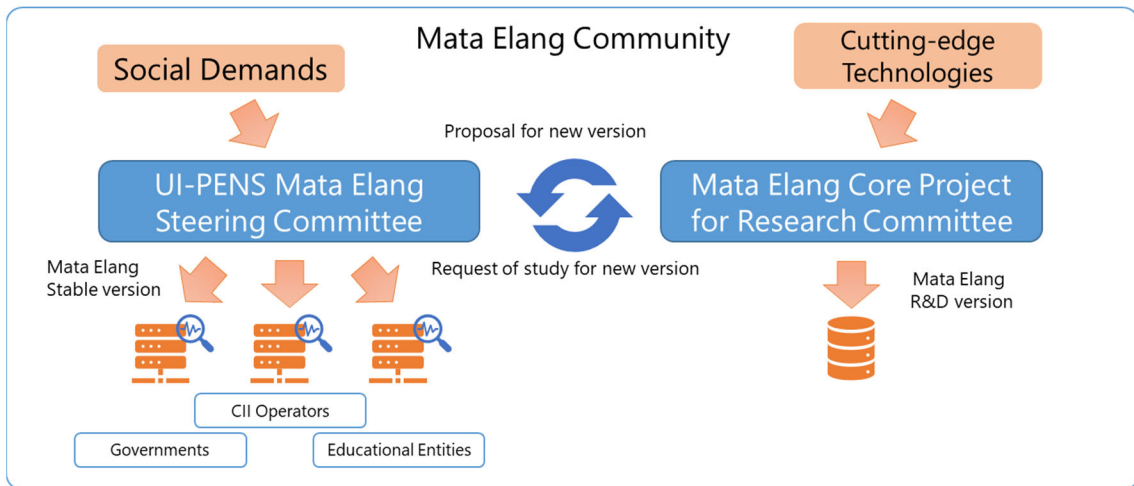 Mata Elang Community
Social Demands
Cutting-edge
Technologies
Proposal for new version
UI-PENS Mata Elang
Steering Committee
Mata Elang Core Project
for Research Committee
Request of study for new version
Mata Elang
Stable version
Mata Elang
R&D version
CII Operators
Governments
Educational Entities